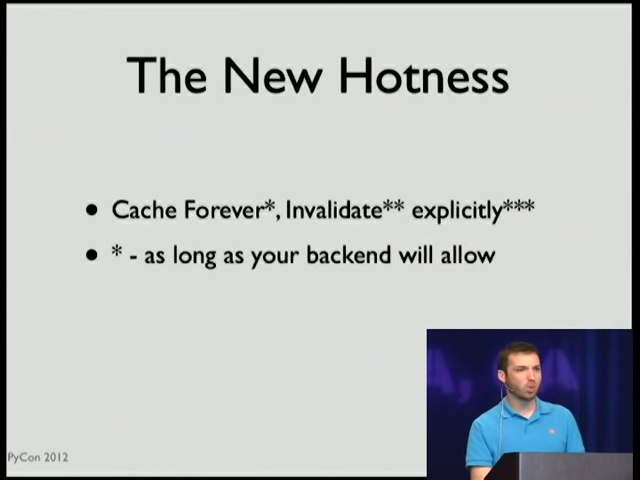 The New Hotness
• Cache Forever*, Invalidate** explicitly***
• * - as long as your backend will allow
PyCon 2012